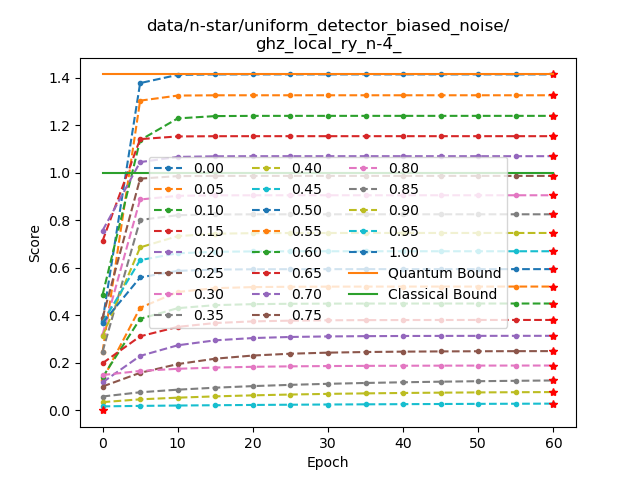 data/n-star/uniform_detector_biased_noise/
ghz_local_ry_n-4_
1.4
1.2
1.0
0.8
0.6
0.4
0.2
0.0
Score
0.00 0.40 0.80
0.05 0.45 0.85
0.10 0.50 0.90
0.15 0.55 0.95
0.20 0.60 1.00
0.25 0.65 Quantum Bound
0.30 0.70 Classical Bound
0.35 0.75
0 10 20 30 40 50 60
Epoch